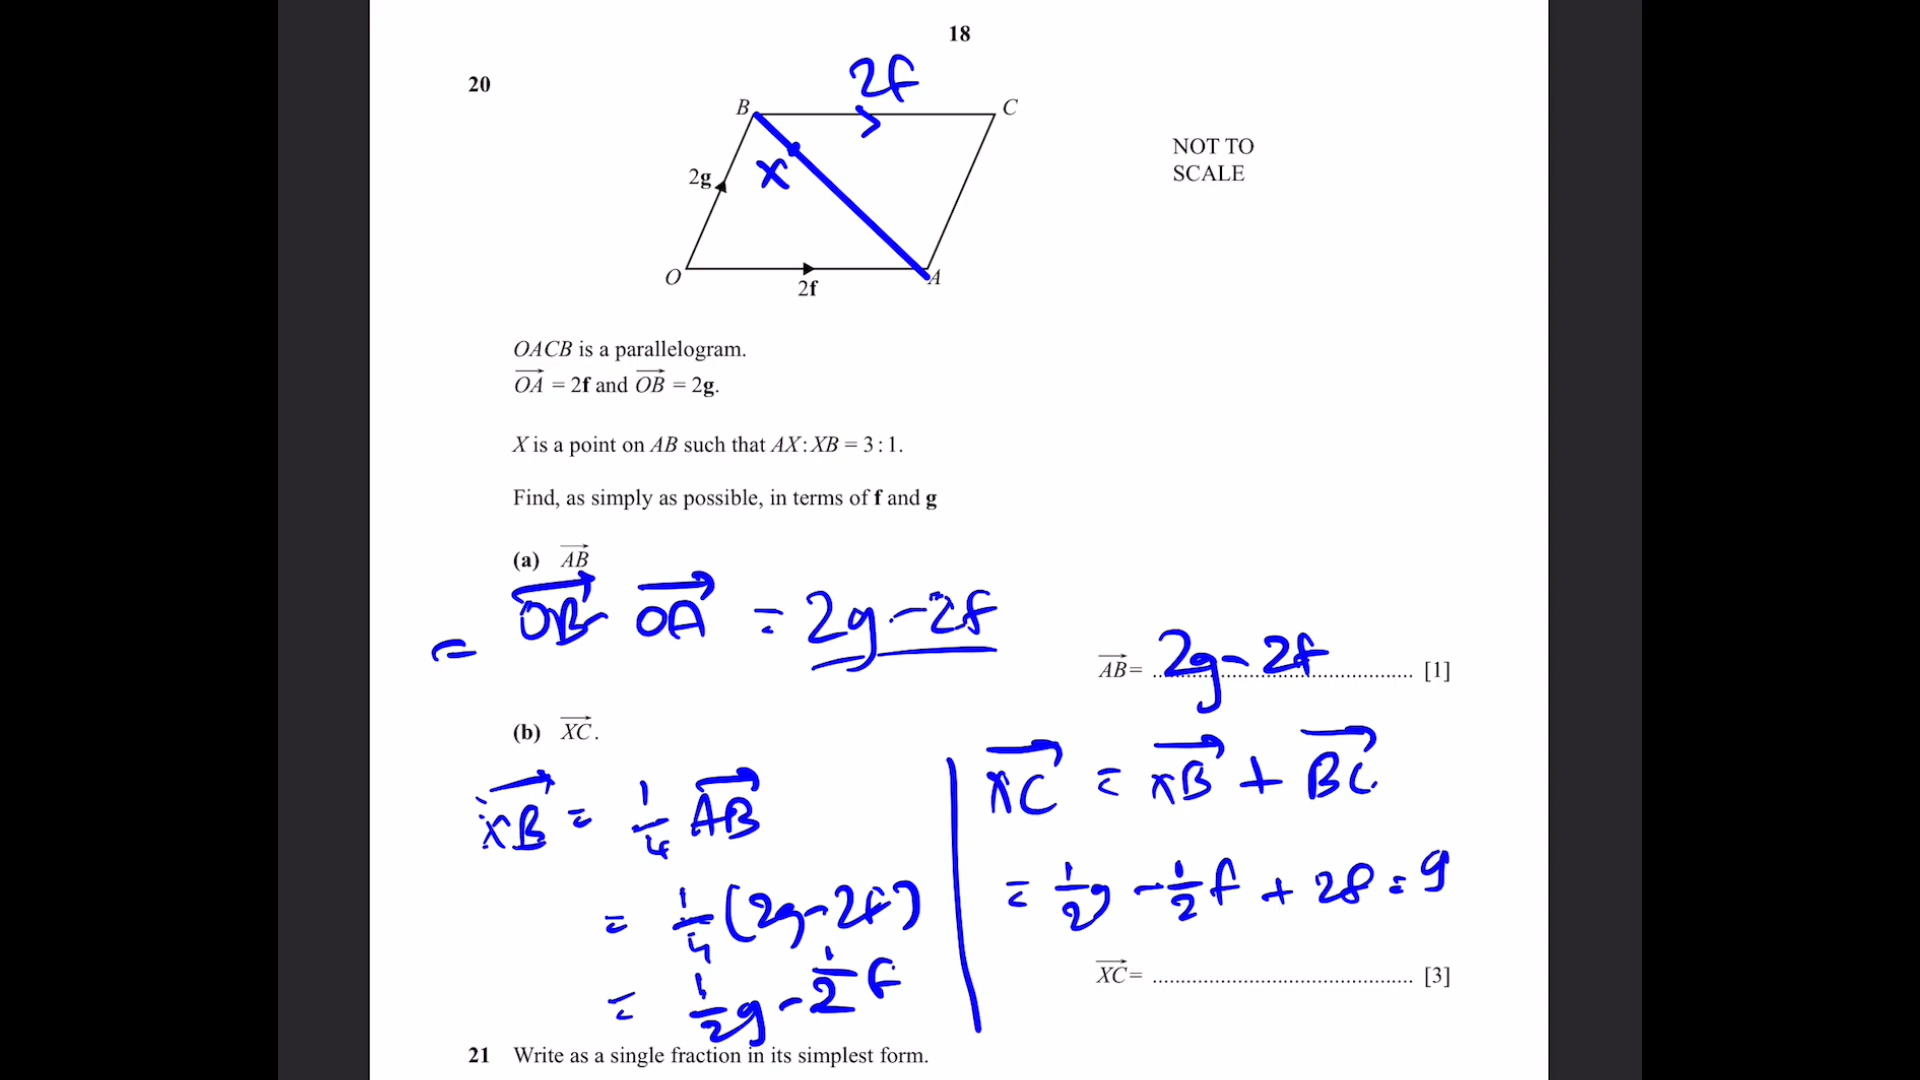 18
20
2f
B
C
NOT TO
SCALE
2g
x
O
A
2f
OACB is a parallelogram.
OA = 2f and OB = 2g.
X is a point on AB such that AX : XB = 3 : 1.
Find, as simply as possible, in terms of f and g
(a) AB
= OB - OA = 2g - 2f
AB = 2g - 2f [1]
(b) XC.
XB = 1/4 AB
= 1/4 (2g - 2f)
= 1/2 g - 1/2 f
XC = XB + BC
= 1/2 g - 1/2 f + 2f = g
XC = [3]
21 Write as a single fraction in its simplest form.